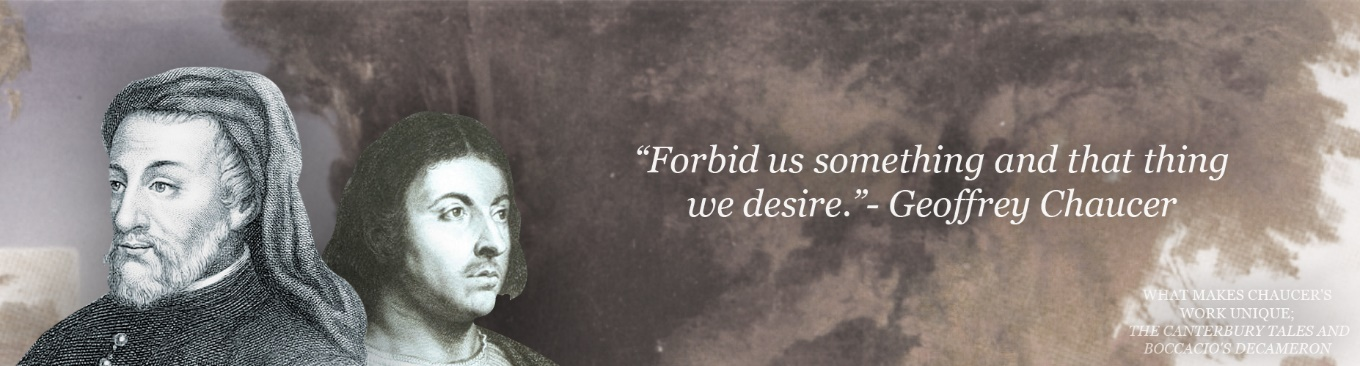 “Forbid us something and that thing
we desire.”- Geoffrey Chaucer
WHAT MAKES CHAUCER'S
WORK UNIQUE;
THE CANTERBURY TALES AND
BOCCACIO'S DECAMERON